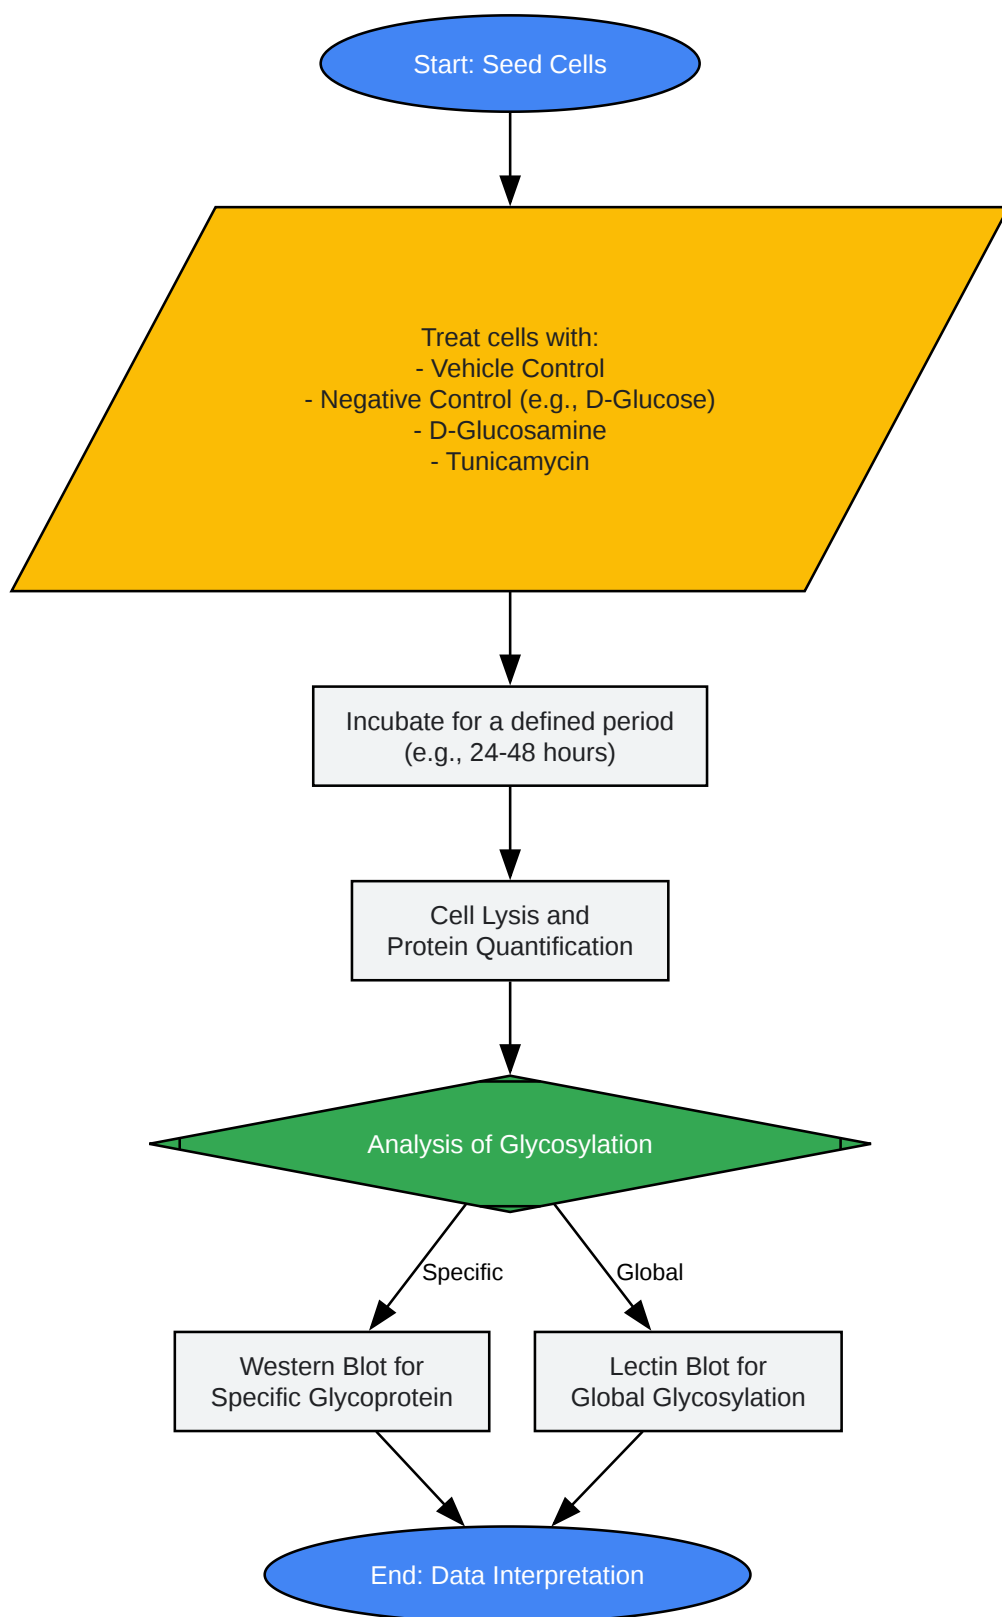 Start: Seed Cells
Treat cells with:
- Vehicle Control
- Negative Control (e.g., D-Glucose)
- D-Glucosamine
- Tunicamycin
Incubate for a defined period
(e.g., 24-48 hours)
Cell Lysis and
Protein Quantification
Analysis of Glycosylation
Specific
Global
Western Blot for
Specific Glycoprotein
Lectin Blot for
Global Glycosylation
End: Data Interpretation